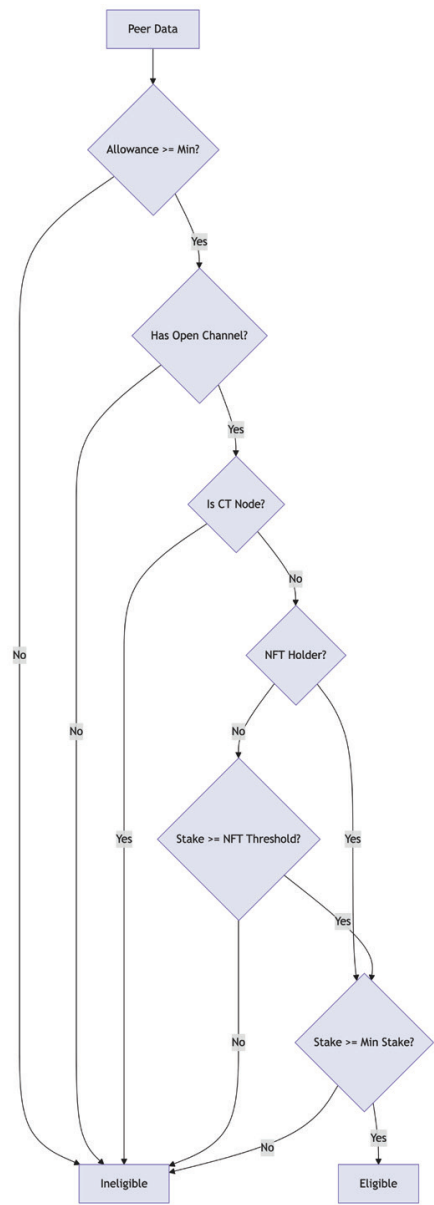 Peer Data
Allowance >= Min?
Yes
Has Open Channel?
Yes
Is CT Node?
No
NFT Holder?
No
No
No
Stake >= NFT Threshold?
Yes
Yes
Yes
Stake >= Min Stake?
No
Yes
No
Ineligible
Eligible